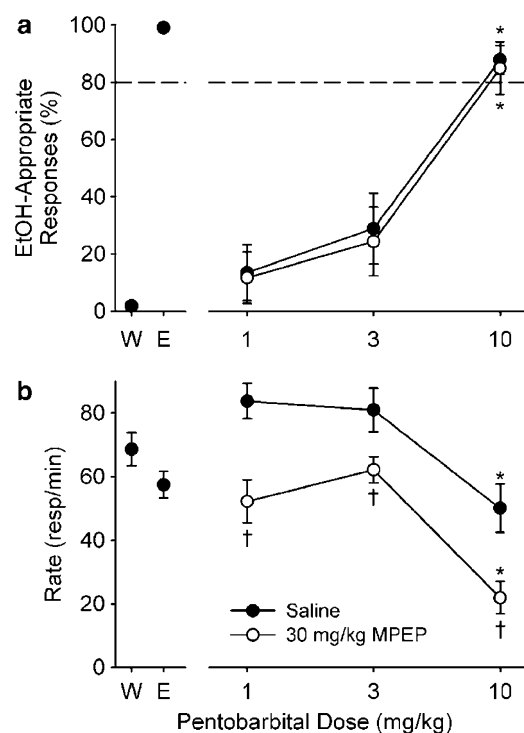 a
EtOH-Appropriate
Responses (%)
100
80
60
40
20
0
*
*
W E 1 3 10
b
Rate (resp/min)
80
60
40
20
0
*
† †
*
†
Saline
30 mg/kg MPEP
W E 1 3 10
Pentobarbital Dose (mg/kg)